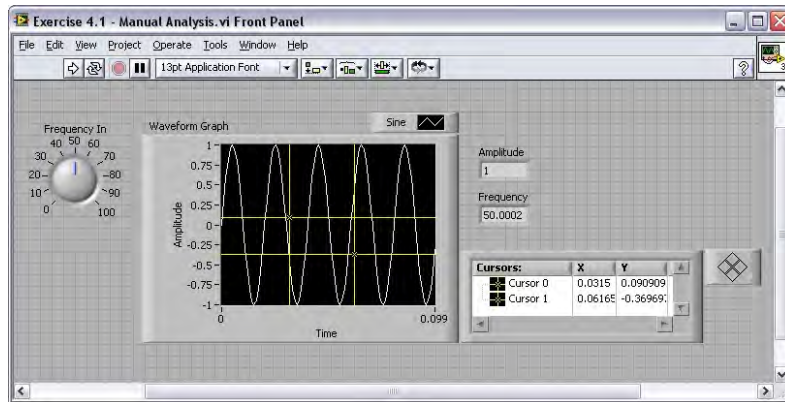 Exercise 4.1 - Manual Analysis.vi Front Panel
File Edit View Project Operate Tools Window Help
13pt Application Font
?
3
Frequency In
0 10 20 30 40 50 60 70 80 90 100
Waveform Graph
Sine
Amplitude
1
0.75
0.5
0.25
0
-0.25
-0.5
-0.75
-1
0 0.099
Time
Amplitude
1
Frequency
50.0002
Cursors: X Y
Cursor 0 0.0315 0.090909
Cursor 1 0.06165 -0.36969